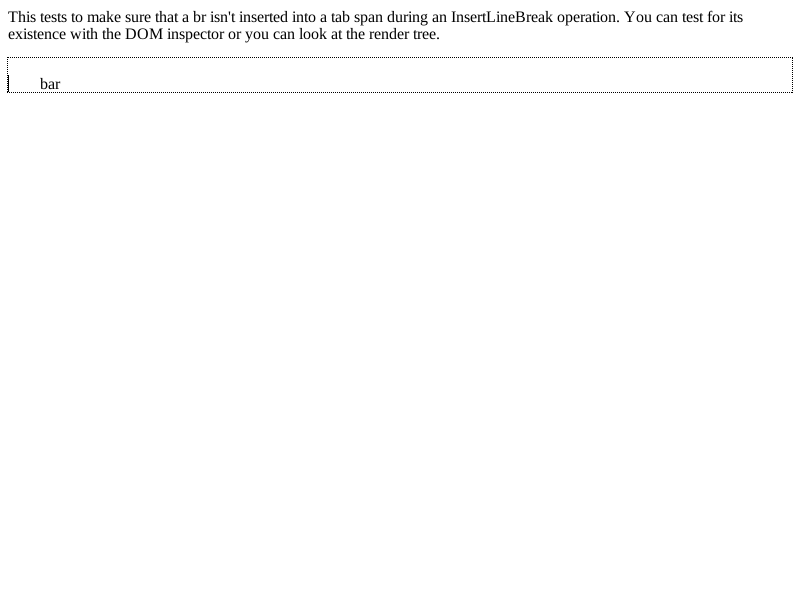 This tests to make sure that a br isn't inserted into a tab span during an InsertLineBreak operation. You can test for its
existence with the DOM inspector or you can look at the render tree.
bar